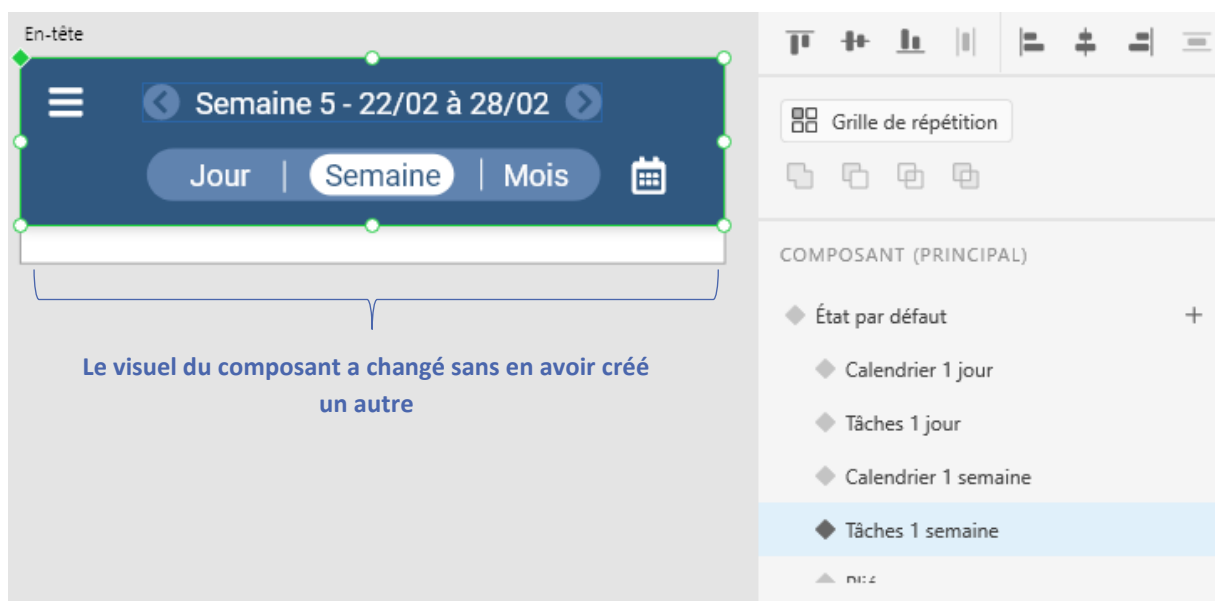 En-tête
Semaine 5 - 22/02 à 28/02
Jour | Semaine | Mois
Le visuel du composant a changé sans en avoir créé
un autre
Grille de répétition
COMPOSANT (PRINCIPAL)
État par défaut +
Calendrier 1 jour
Tâches 1 jour
Calendrier 1 semaine
Tâches 1 semaine